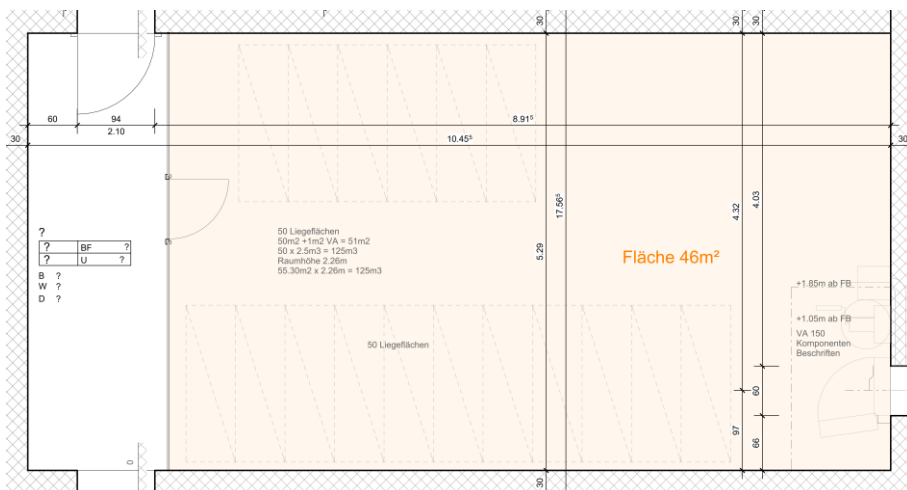 30
30
30
30
60
94
2.10
8.91⁵
30
10.45⁵
30
17.56⁵
4.32
4.03
5.29
?
? BF ?
? U ?
B ?
W ?
D ?
50 Liegeflächen
50m2 +1m2 VA = 51m2
50 x 2.5m3 = 125m3
Raumhöhe 2.26m
55.30m2 x 2.26m = 125m3
Fläche 46m²
+1.85m ab FB
+1.05m ab FB
VA 150
Komponenten
Beschriften
50 Liegeflächen
60
97
66
0
30